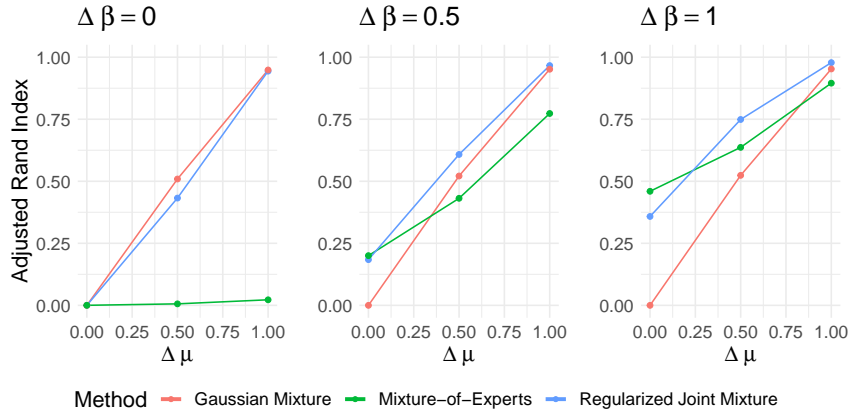 Δ β = 0
Δ β = 0.5
Δ β = 1
Adjusted Rand Index
1.00
0.75
0.50
0.25
0.00
0.00 0.25 0.50 0.75 1.00
Δ μ
1.00
0.75
0.50
0.25
0.00
0.00 0.25 0.50 0.75 1.00
Δ μ
1.00
0.75
0.50
0.25
0.00
0.00 0.25 0.50 0.75 1.00
Δ μ
Method Gaussian Mixture Mixture-of-Experts Regularized Joint Mixture